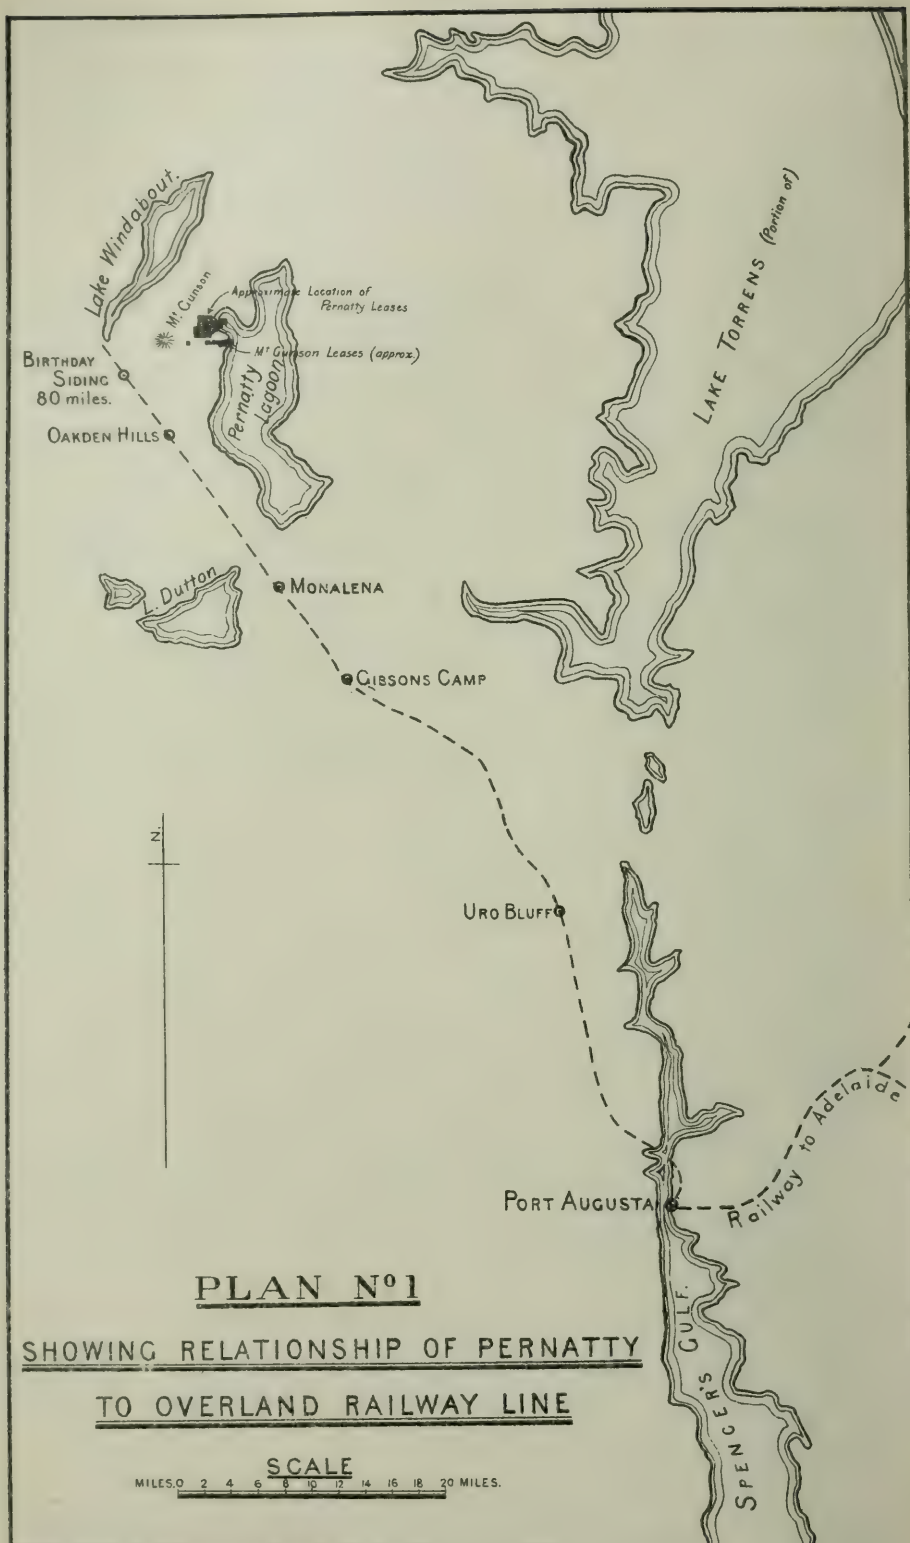 Lake Windabout.
Mt. Gunson
Approximate Location of
Pernatty Leases
Mt Gunson Leases (approx.)
Pernatty
Lagoon
LAKE TORRENS (Portion of)
BIRTHDAY
SIDING
80 miles.
OAKDEN HILLS
L. Dutton
MONALENA
GIBSONS CAMP
N.
URO BLUFF
PORT AUGUSTA
Railway to Adelaide
SPENCER'S GULF.
PLAN No 1
SHOWING RELATIONSHIP OF PERNATTY
TO OVERLAND RAILWAY LINE
SCALE
MILES.0 2 4 6 8 10 12 14 16 18 20 MILES.